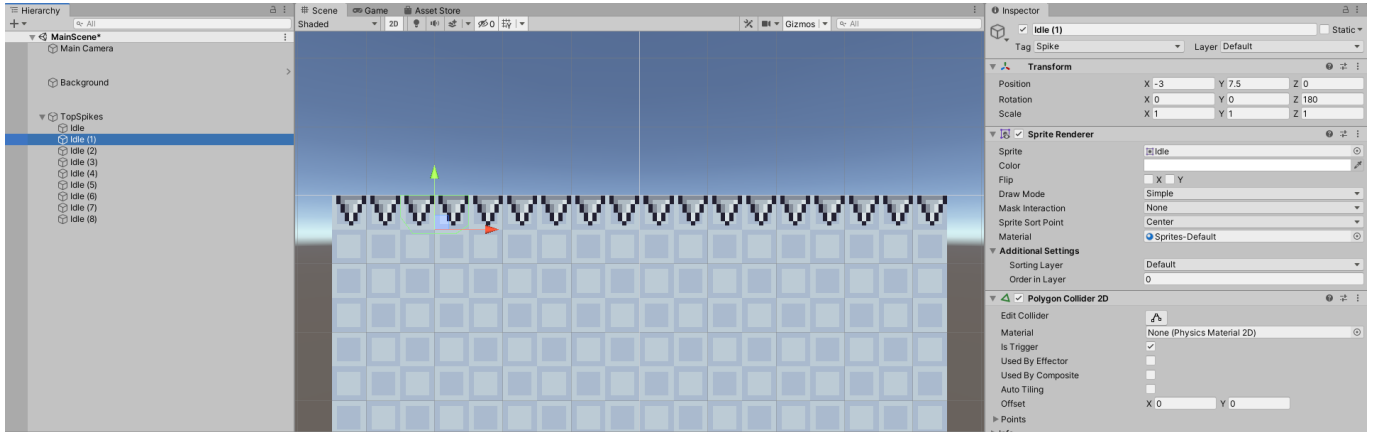 Hierarchy
All
MainScene*
Main Camera
Background
TopSpikes
Idle
Idle (1)
Idle (2)
Idle (3)
Idle (4)
Idle (5)
Idle (6)
Idle (7)
Idle (8)
Scene Game Asset Store
Shaded 2D 0 Gizmos All
Inspector
Idle (1) Static
Tag Spike Layer Default
Transform
Position X -3 Y 7.5 Z 0
Rotation X 0 Y 0 Z 180
Scale X 1 Y 1 Z 1
Sprite Renderer
Sprite Idle
Color
Flip X Y
Draw Mode Simple
Mask Interaction None
Sprite Sort Point Center
Material Sprites-Default
Additional Settings
Sorting Layer Default
Order in Layer 0
Polygon Collider 2D
Edit Collider
Material None (Physics Material 2D)
Is Trigger
Used By Effector
Used By Composite
Auto Tiling
Offset X 0 Y 0
Points